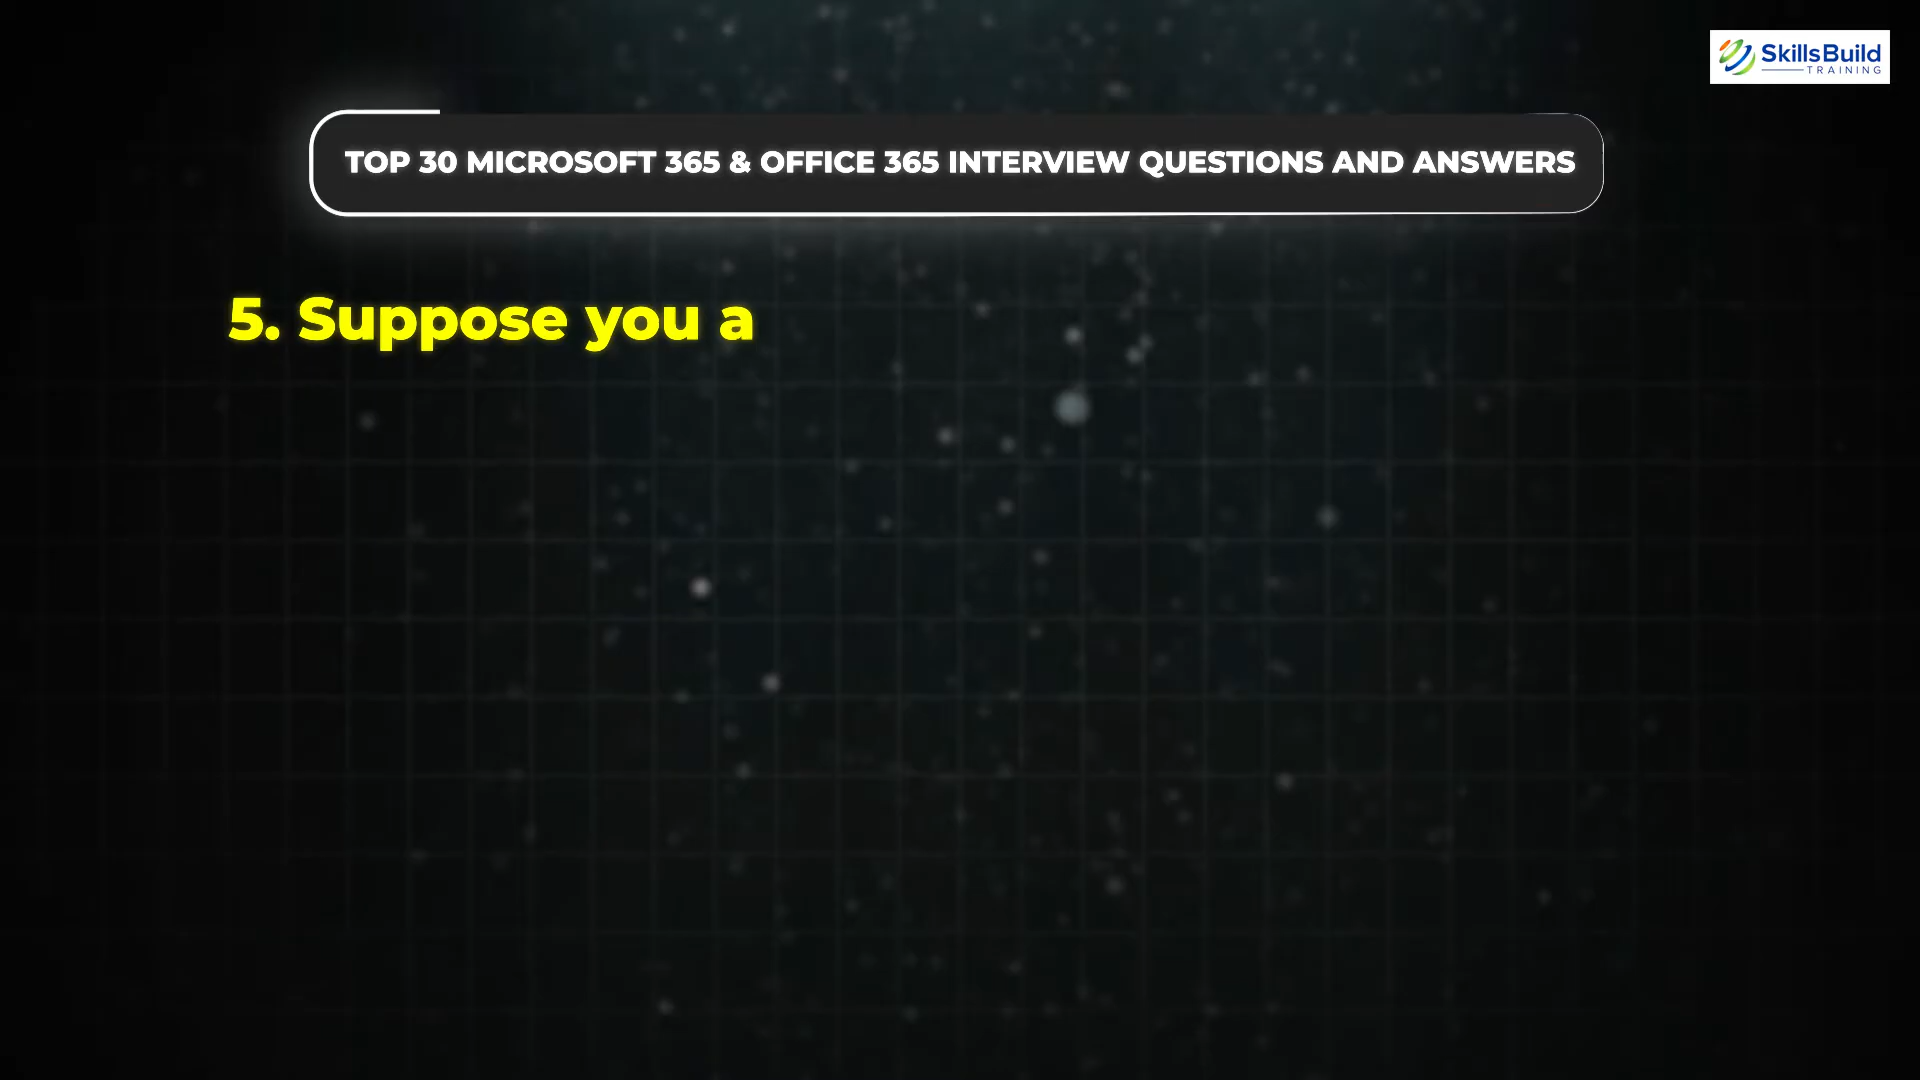 SkillsBuild
TRAINING
TOP 30 MICROSOFT 365 & OFFICE 365 INTERVIEW QUESTIONS AND ANSWERS
5. Suppose you a